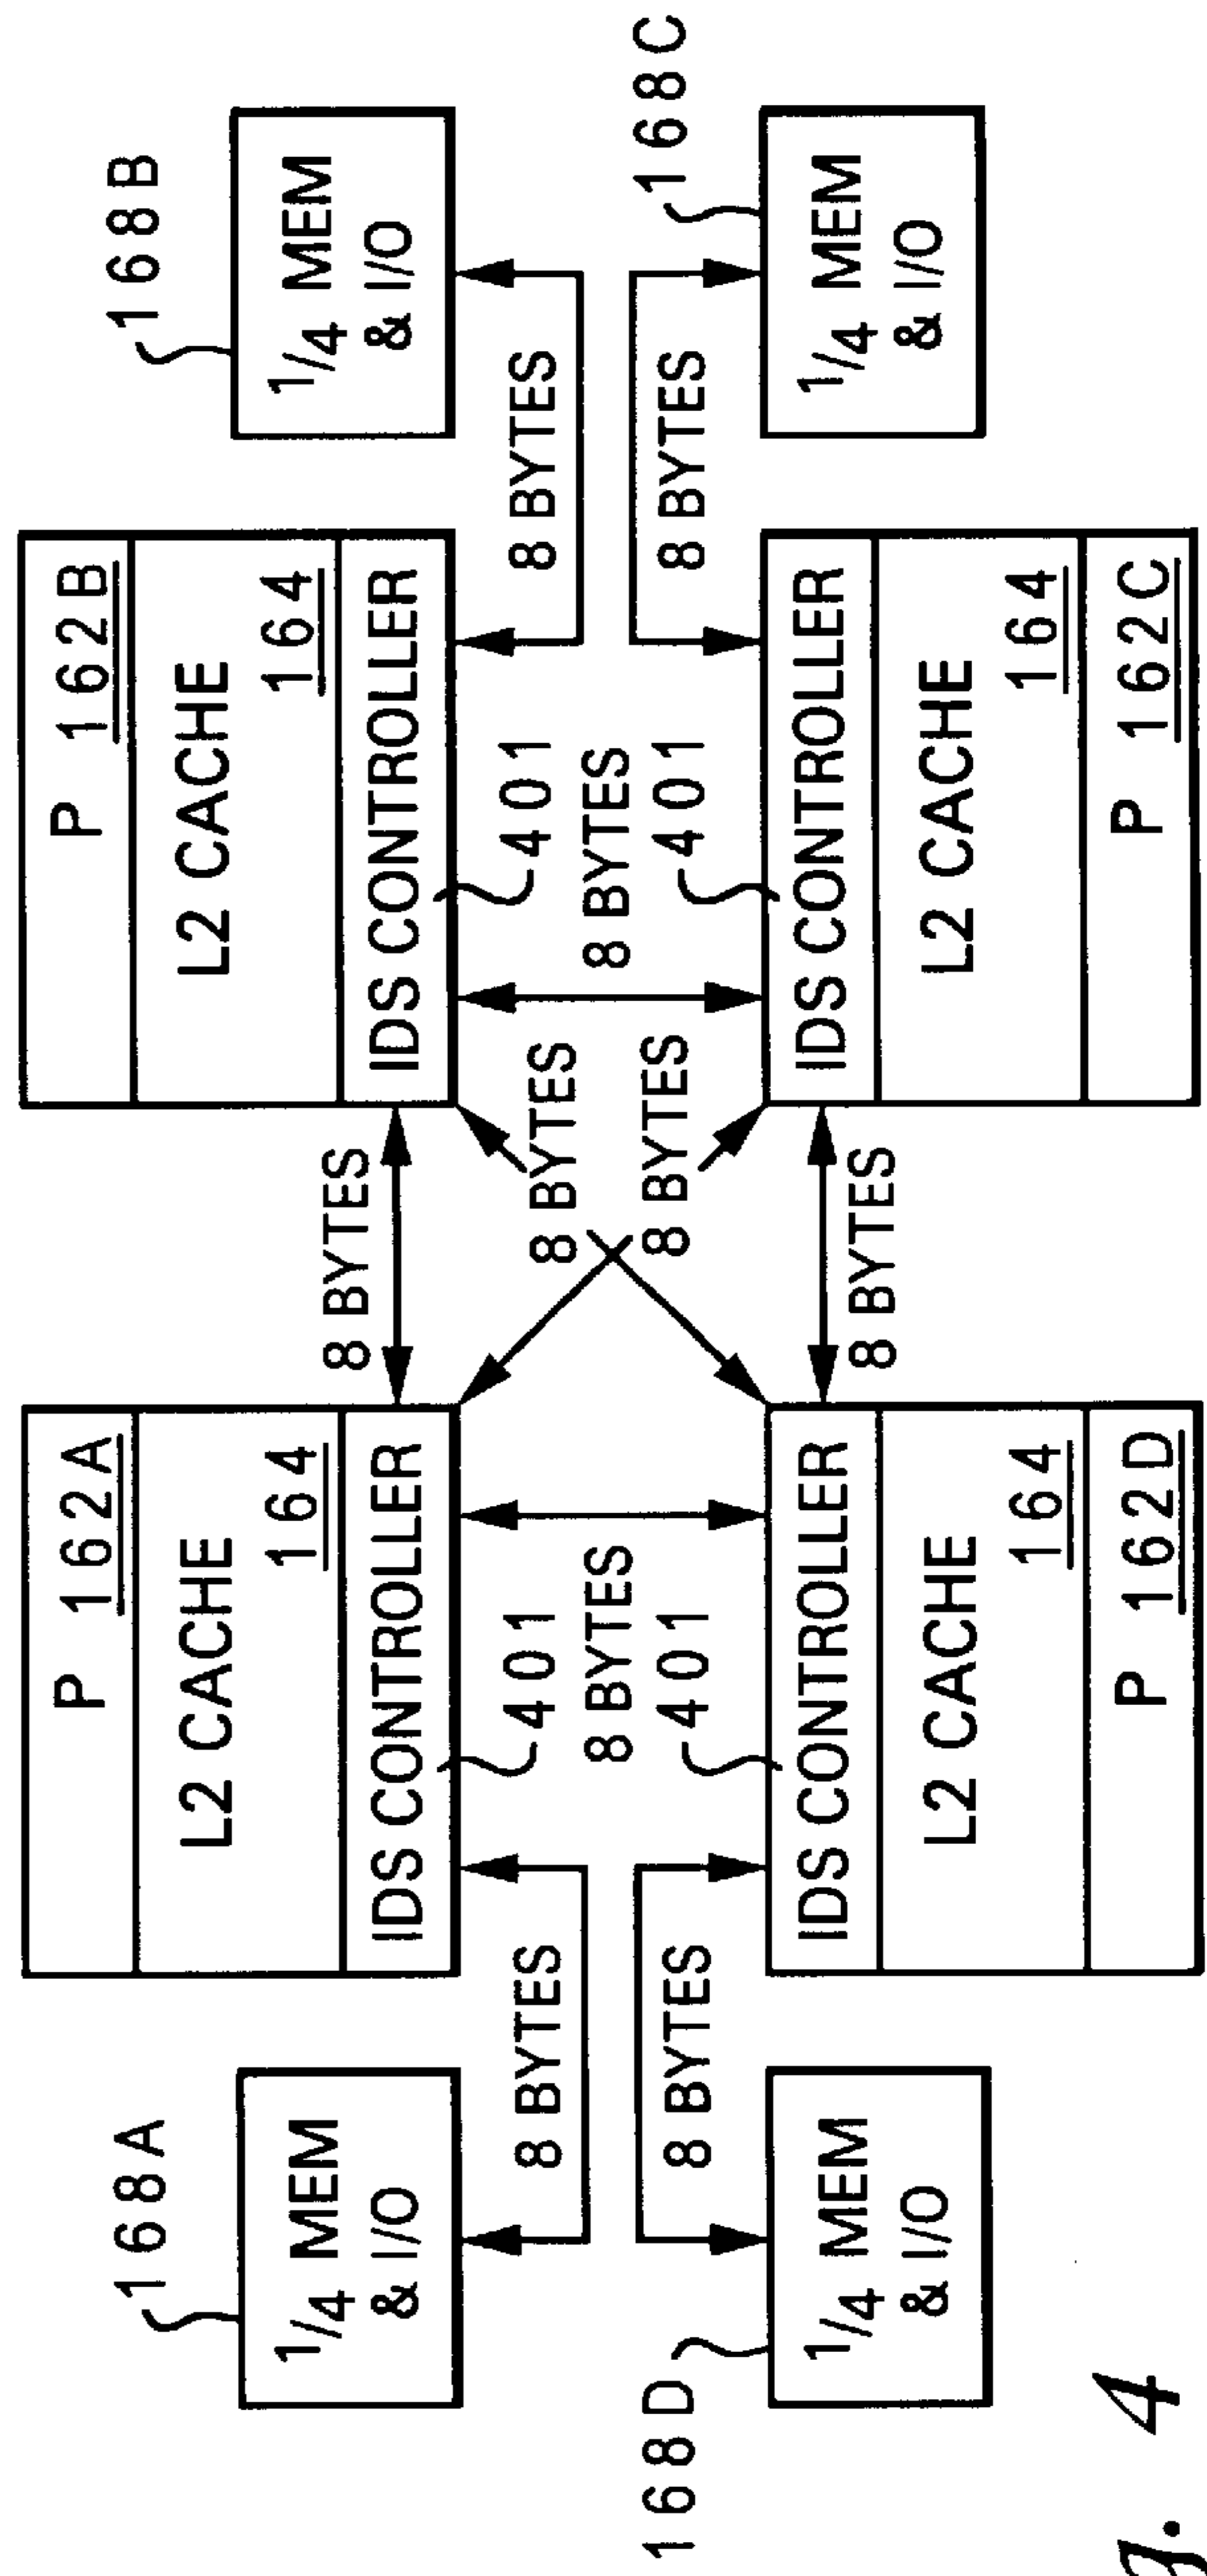 168A
1/4 MEM
& I/O
8 BYTES
P 162A
L2 CACHE
164
IDS CONTROLLER
401
8 BYTES
P 162B
L2 CACHE
164
IDS CONTROLLER
401
168B
1/4 MEM
& I/O
8 BYTES
8 BYTES
8 BYTES
8 BYTES
8 BYTES
168D
1/4 MEM
& I/O
8 BYTES
401
IDS CONTROLLER
L2 CACHE
164
P 162D
8 BYTES
401
IDS CONTROLLER
L2 CACHE
164
P 162C
8 BYTES
168C
1/4 MEM
& I/O
g. 4